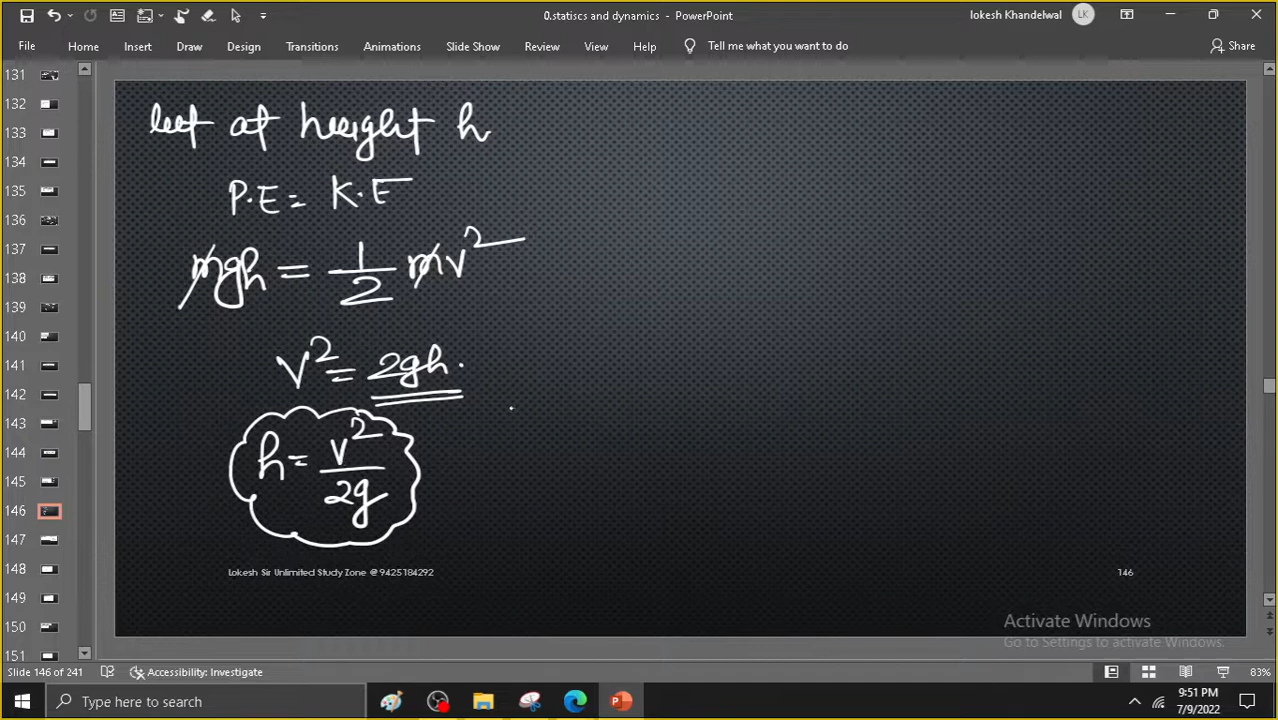 0.statiscs and dynamics - PowerPoint
lokesh Khandelwal LK
File Home Insert Draw Design Transitions Animations Slide Show Review View Help Tell me what you want to do Share
131
132
133
134
135
136
137
138
139
140
141
142
143
144
145
146
147
148
149
150
151
let at height h
P.E = K.E
mgh = 1/2 mv²
v² = 2gh.
h = v²/2g
Lokesh Sir Unlimited Study Zone @ 9425184292
146
Activate Windows
Go to Settings to activate Windows.
Slide 146 of 241 Accessibility: Investigate 83%
Type here to search
9:51 PM
7/9/2022